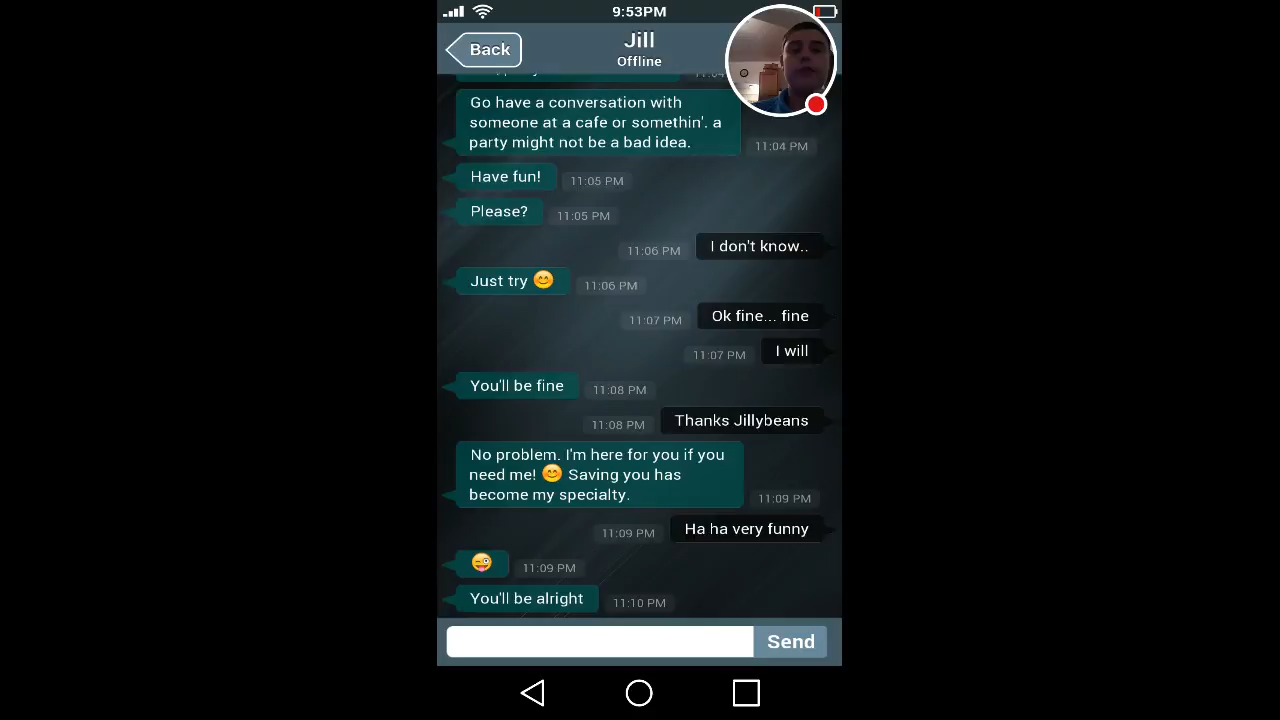 9:53PM
Back
Jill
Offline
Go have a conversation with
someone at a cafe or somethin'. a
party might not be a bad idea.
11:04 PM
Have fun!
11:05 PM
Please?
11:05 PM
11:06 PM
I don't know..
Just try 😊
11:06 PM
11:07 PM
Ok fine... fine
11:07 PM
I will
You'll be fine
11:08 PM
11:08 PM
Thanks Jillybeans
No problem. I'm here for you if you
need me! 😊 Saving you has
become my specialty.
11:09 PM
11:09 PM
Ha ha very funny
😜
11:09 PM
You'll be alright
11:10 PM
Send